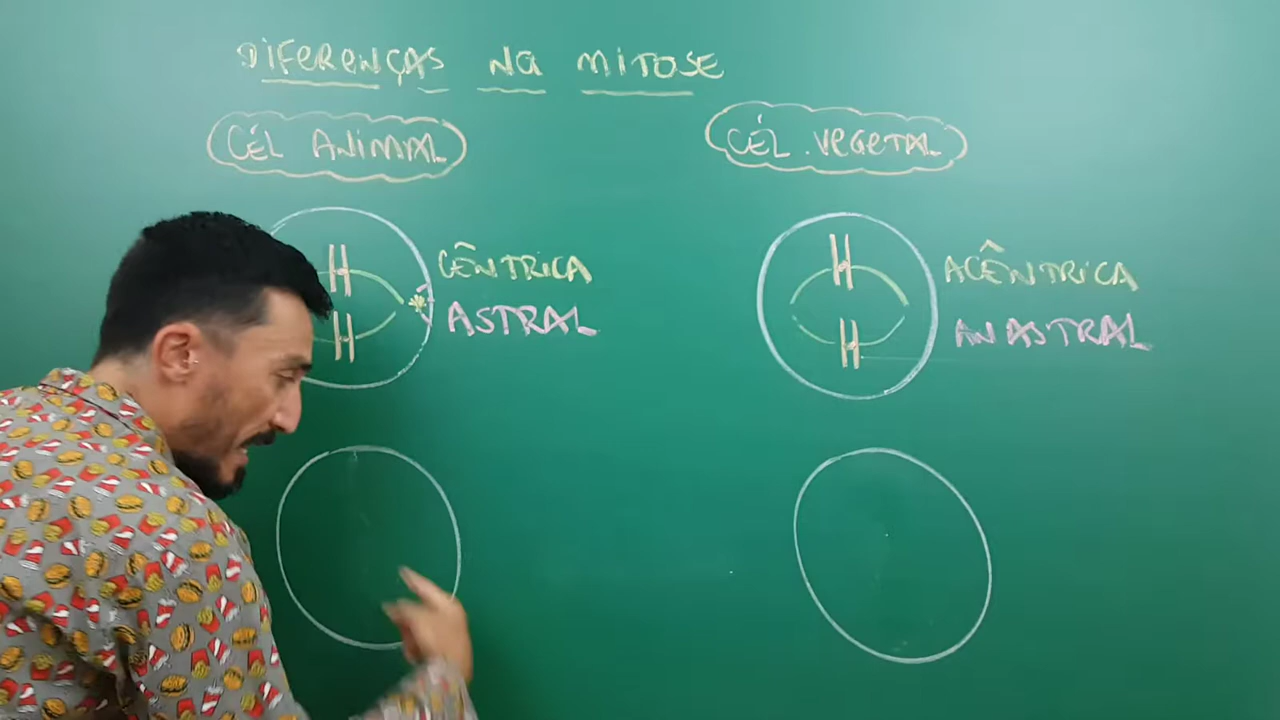 DIFERENÇAS NA MITOSE
CÉL ANIMAL
CÉL. VEGETAL
CÊNTRICA
ASTRAL
ACÊNTRICA
ANASTRAL